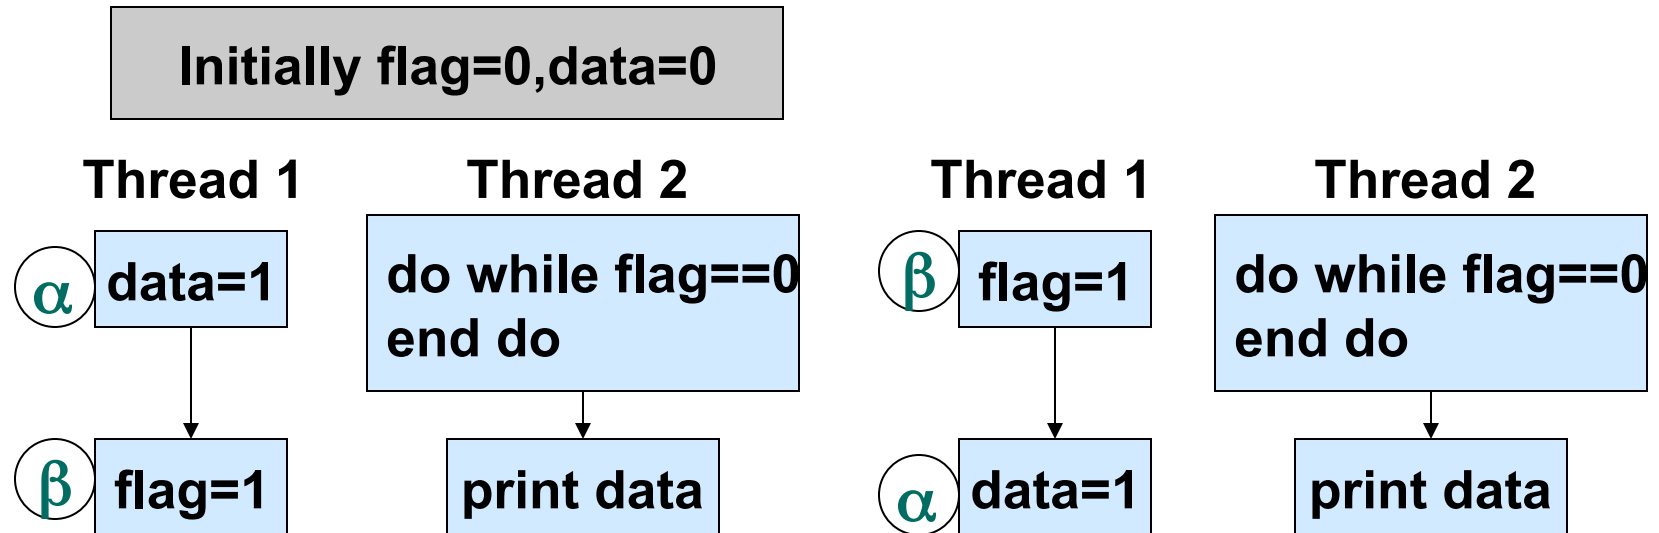 Initially flag=0,data=0
Thread 1
Thread 2
α data=1
do while flag==0
end do
β flag=1
print data
Thread 1
Thread 2
β flag=1
do while flag==0
end do
α data=1
print data